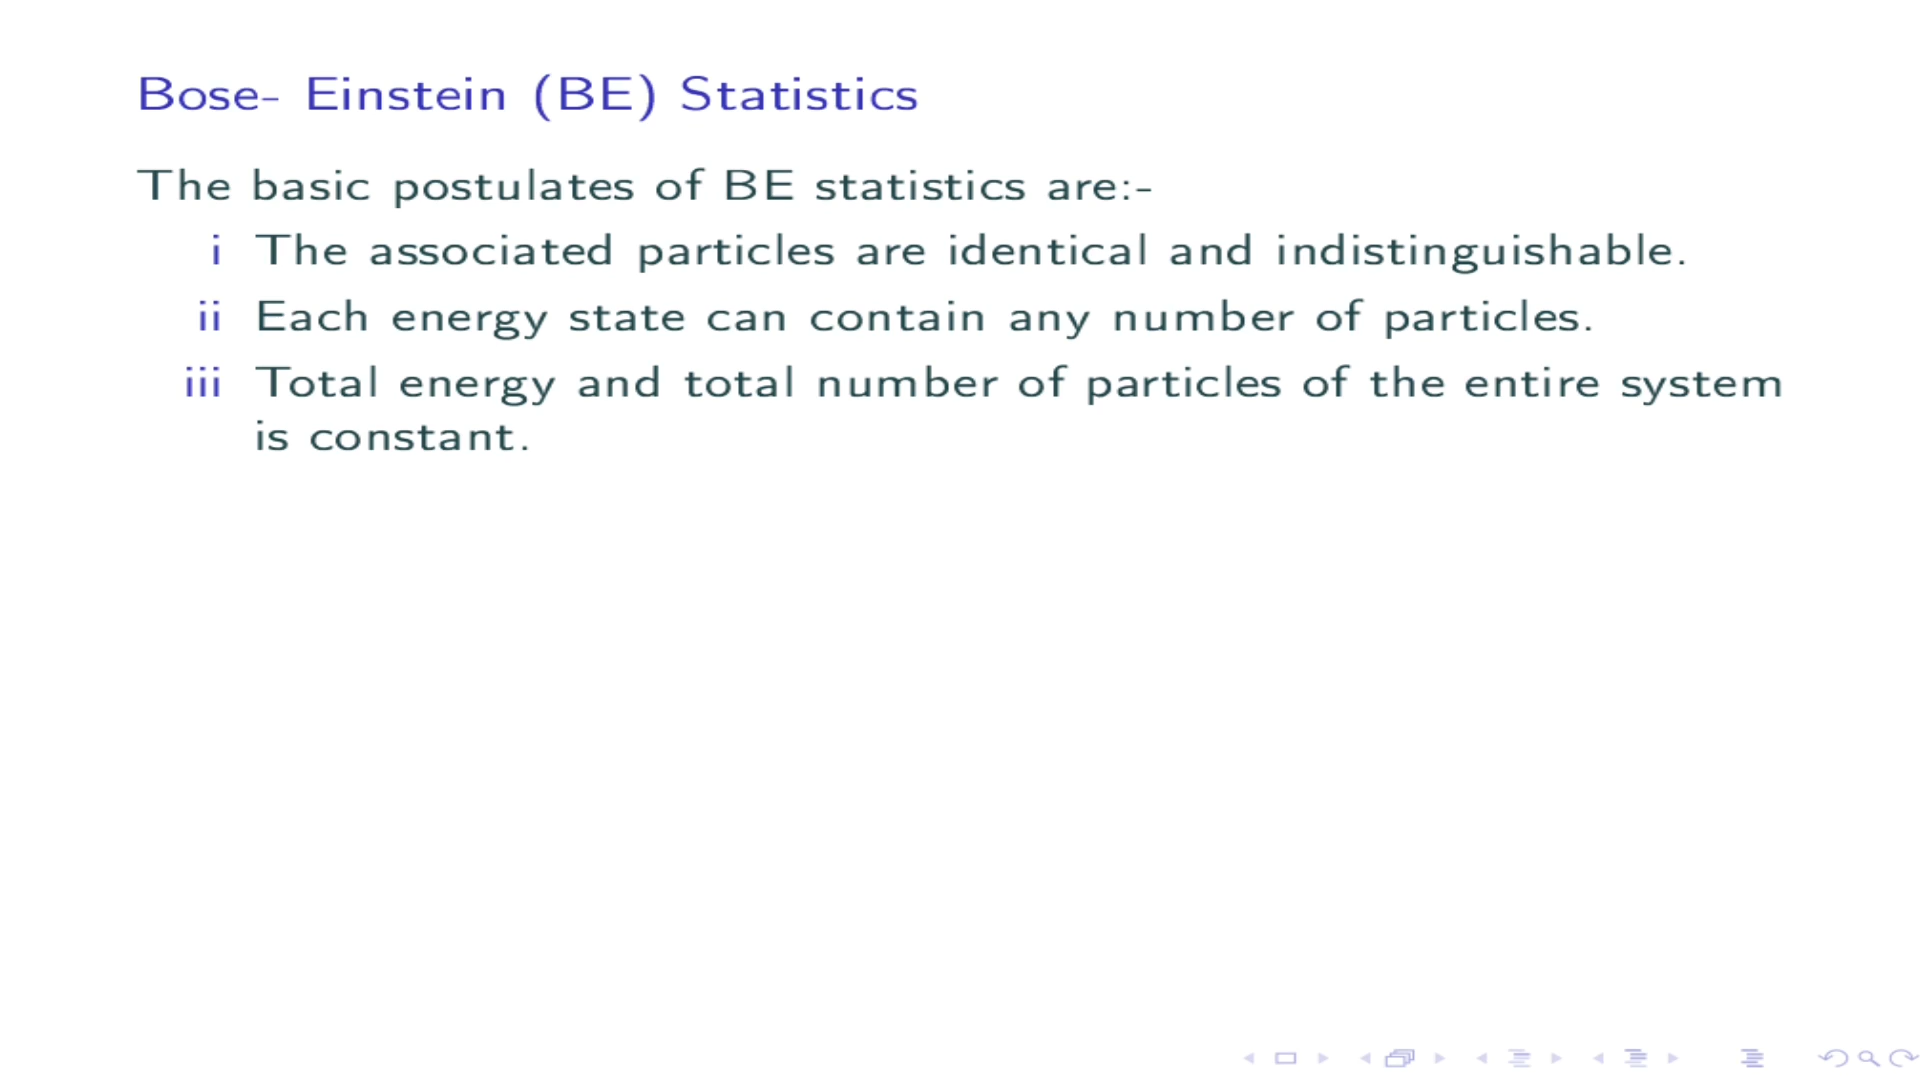 Bose- Einstein (BE) Statistics
The basic postulates of BE statistics are:-
i The associated particles are identical and indistinguishable.
ii Each energy state can contain any number of particles.
iii Total energy and total number of particles of the entire system
is constant.